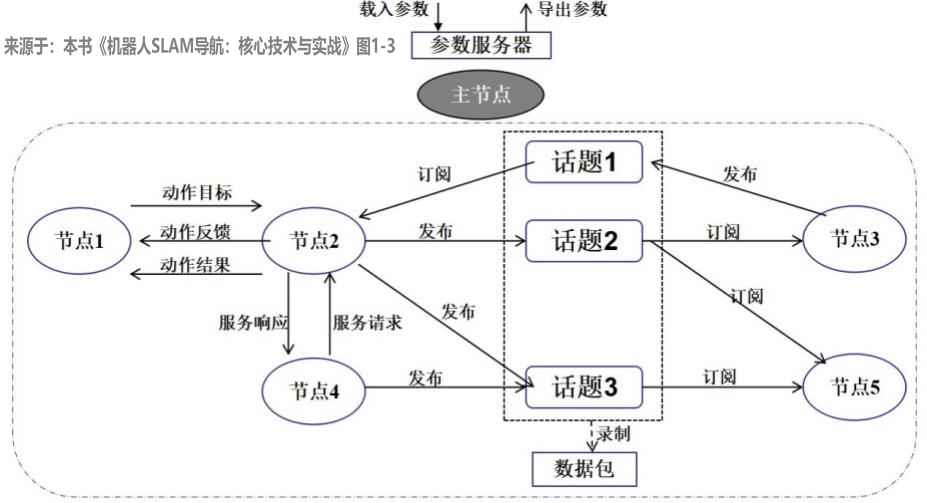 载入参数
导出参数
来源于：本书《机器人SLAM导航：核心技术与实战》图1-3
参数服务器
主节点
话题1
订阅
发布
动作目标
节点1
动作反馈
节点2
发布
话题2
订阅
节点3
动作结果
订阅
服务响应
服务请求
发布
节点4
发布
话题3
订阅
节点5
录制
数据包